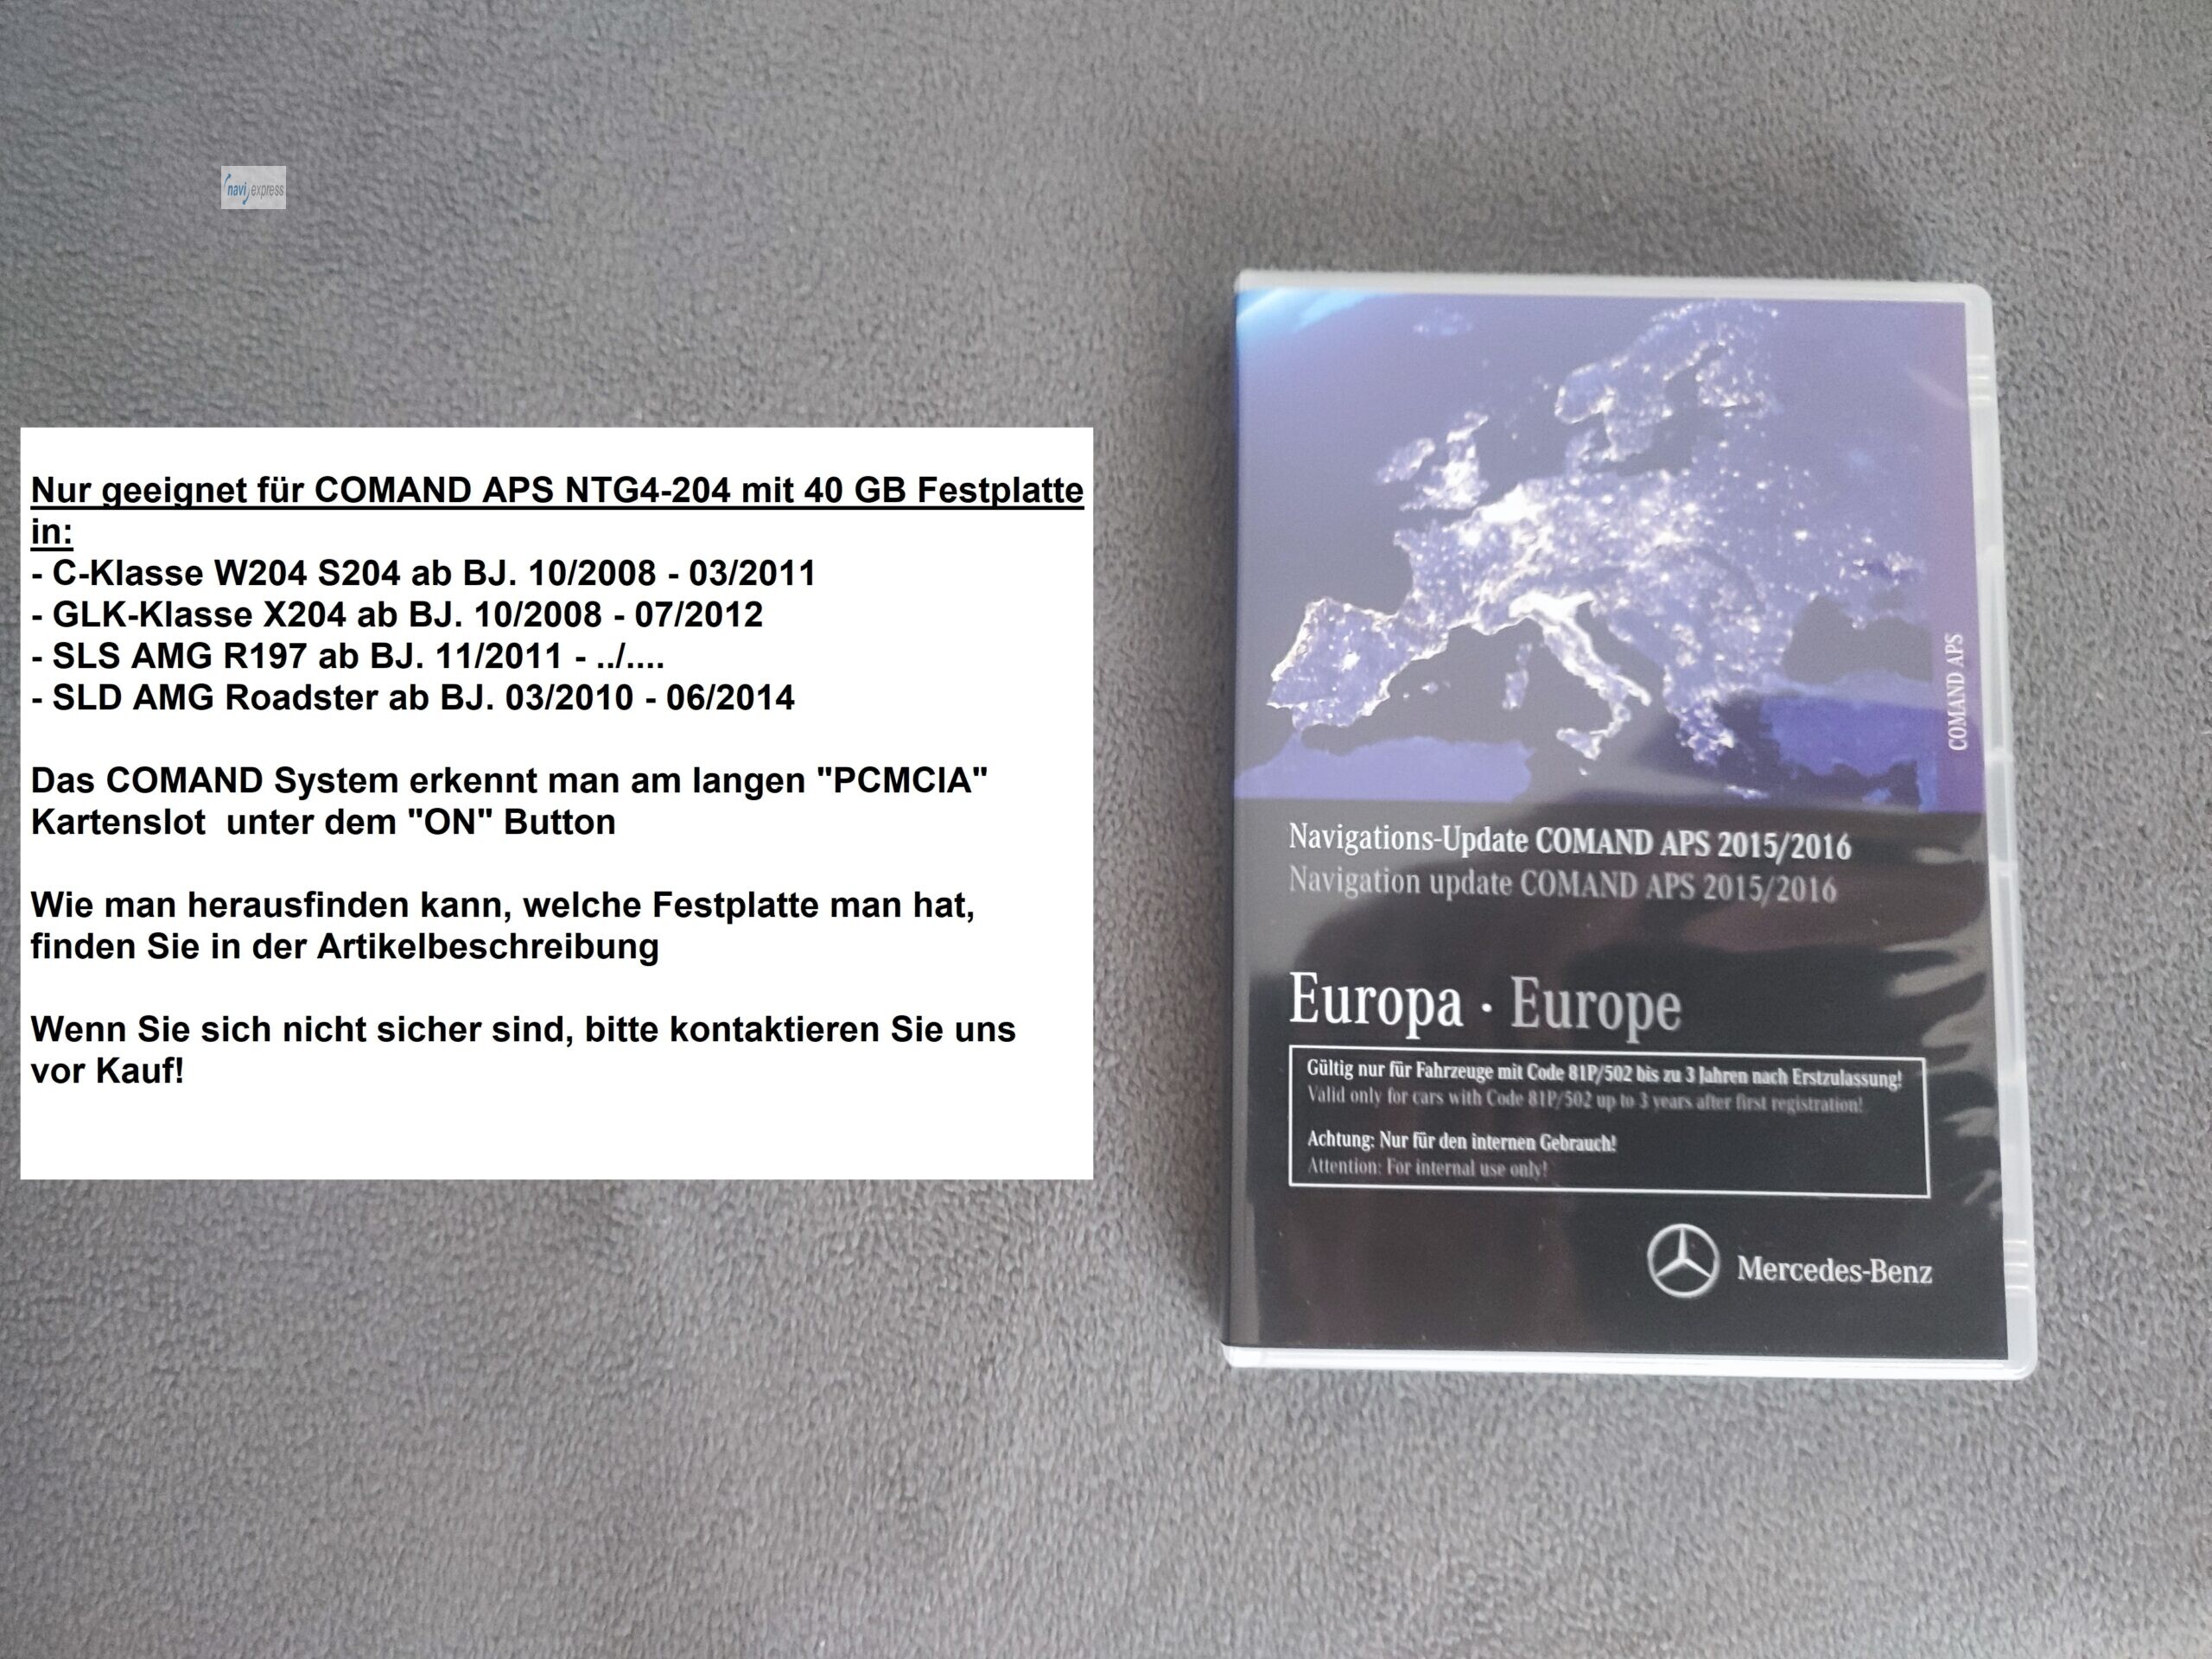 navi express
Nur geeignet für COMAND APS NTG4-204 mit 40 GB Festplatte
in:
- C-Klasse W204 S204 ab BJ. 10/2008 - 03/2011
- GLK-Klasse X204 ab BJ. 10/2008 - 07/2012
- SLS AMG R197 ab BJ. 11/2011 - ../....
- SLD AMG Roadster ab BJ. 03/2010 - 06/2014
Das COMAND System erkennt man am langen "PCMCIA"
Kartenslot  unter dem "ON" Button
Wie man herausfinden kann, welche Festplatte man hat,
finden Sie in der Artikelbeschreibung
Wenn Sie sich nicht sicher sind, bitte kontaktieren Sie uns
vor Kauf!
COMAND APS
Navigations-Update COMAND APS 2015/2016
Navigation update COMAND APS 2015/2016
Europa · Europe
Gültig nur für Fahrzeuge mit Code 81P/502 bis zu 3 Jahren nach Erstzulassung!
Valid only for cars with Code 81P/502 up to 3 years after first registration!
Achtung: Nur für den internen Gebrauch!
Attention: For internal use only!
Mercedes-Benz